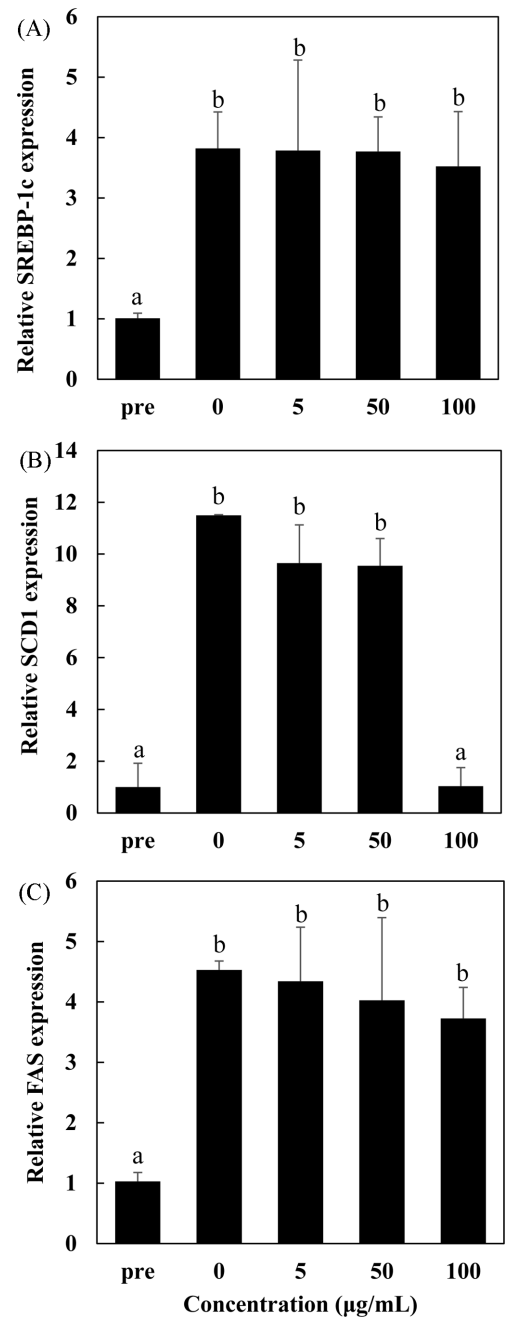 (A)
Relative SREBP-1c expression
6
5
4
3
2
1
0
a
b
b
b
b
pre 0 5 50 100
(B)
Relative SCD1 expression
14
12
10
8
6
4
2
0
a
b
b
b
a
pre 0 5 50 100
(C)
Relative FAS expression
6
5
4
3
2
1
0
a
b
b
b
b
pre 0 5 50 100
Concentration (µg/mL)